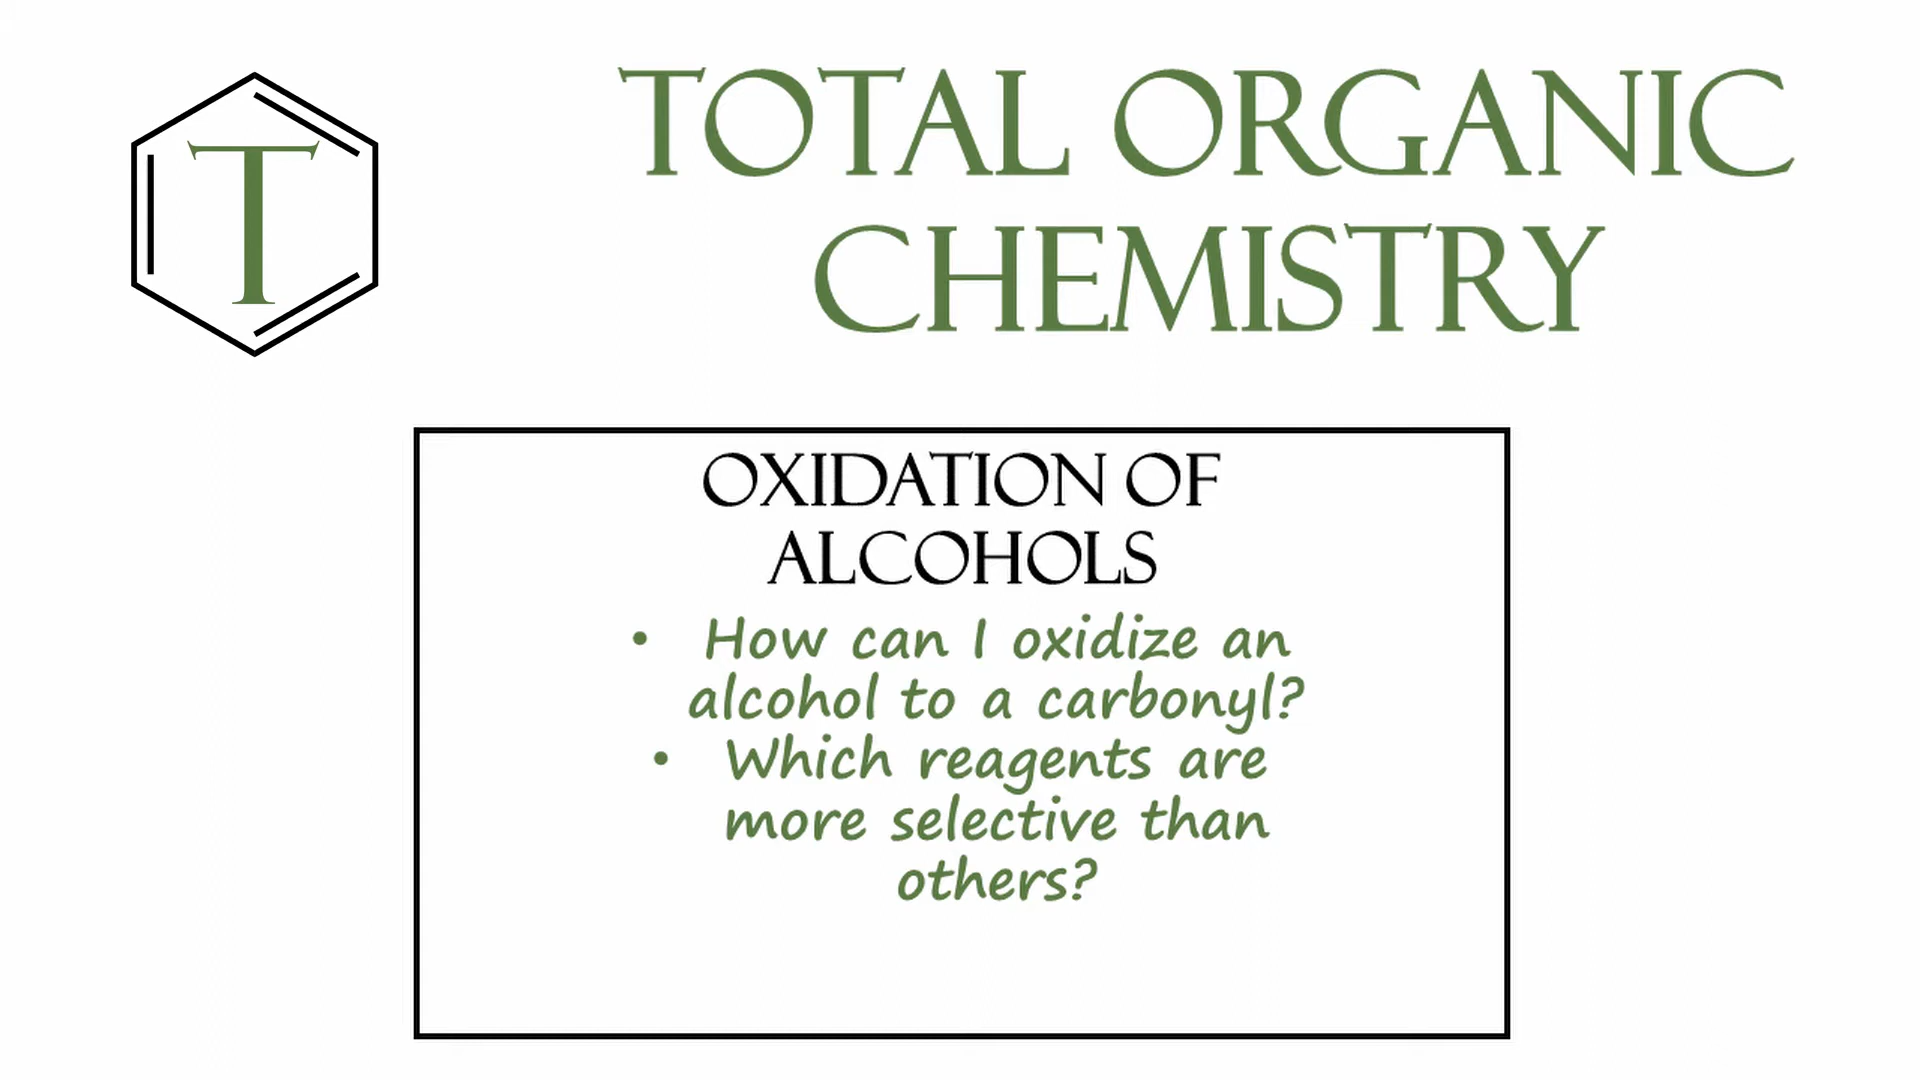 T
TOTAL ORGANIC
CHEMISTRY
OXIDATION OF
ALCOHOLS
• How can I oxidize an
alcohol to a carbonyl?
• Which reagents are
more selective than
others?